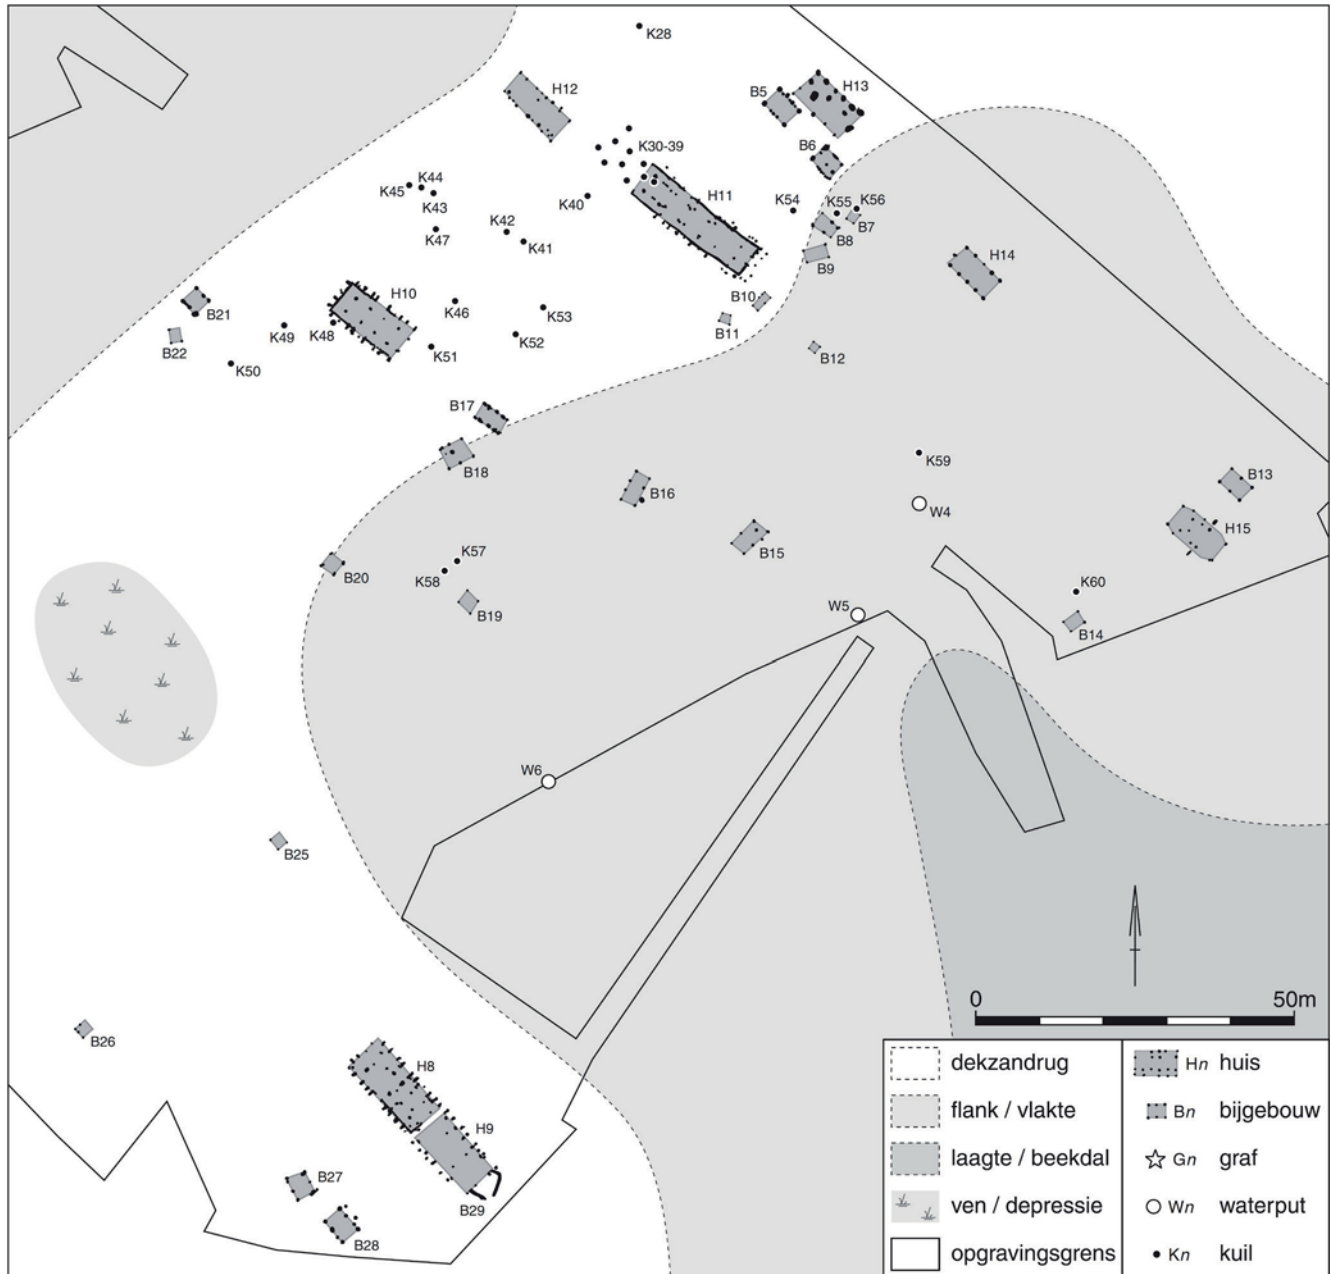 K28
H12
B5
H13
K30-39
B6
K44
K45
K43
K40
H11
K54
K55
K56
K42
B7
K47
K41
B8
H14
B9
H10
B10
B21
K46
K53
B11
K49
K48
K52
B12
B22
K51
K50
B17
K59
B18
B13
B16
W4
H15
B15
K57
B20
K58
K60
B19
W5
B14
W6
B25
0 50m
B26
H8
H9
B27
B29
B28
dekzandrug
flank / vlakte
laagte / beekdal
ven / depressie
opgravingsgrens
Hn huis
Bn bijgebouw
Gn graf
Wn waterput
Kn kuil